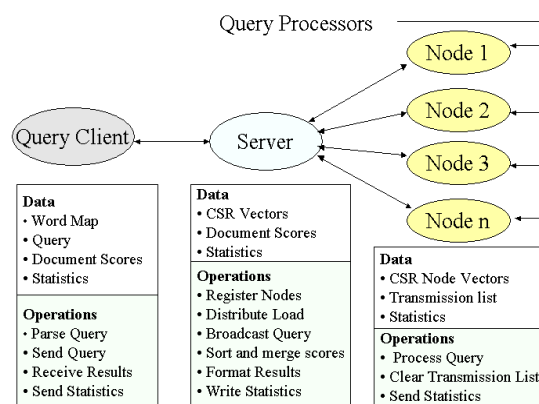 Query Processors
Node 1
Node 2
Node 3
Node n
Query Client
Server
Data
• Word Map
• Query
• Document Scores
• Statistics
Operations
• Parse Query
• Send Query
• Receive Results
• Send Statistics
Data
• CSR Vectors
• Document Scores
• Statistics
Operations
• Register Nodes
• Distribute Load
• Broadcast Query
• Sort and merge scores
• Format Results
• Write Statistics
Data
• CSR Node Vectors
• Transmission list
• Statistics
Operations
• Process Query
• Clear Transmission List
• Send Statistics